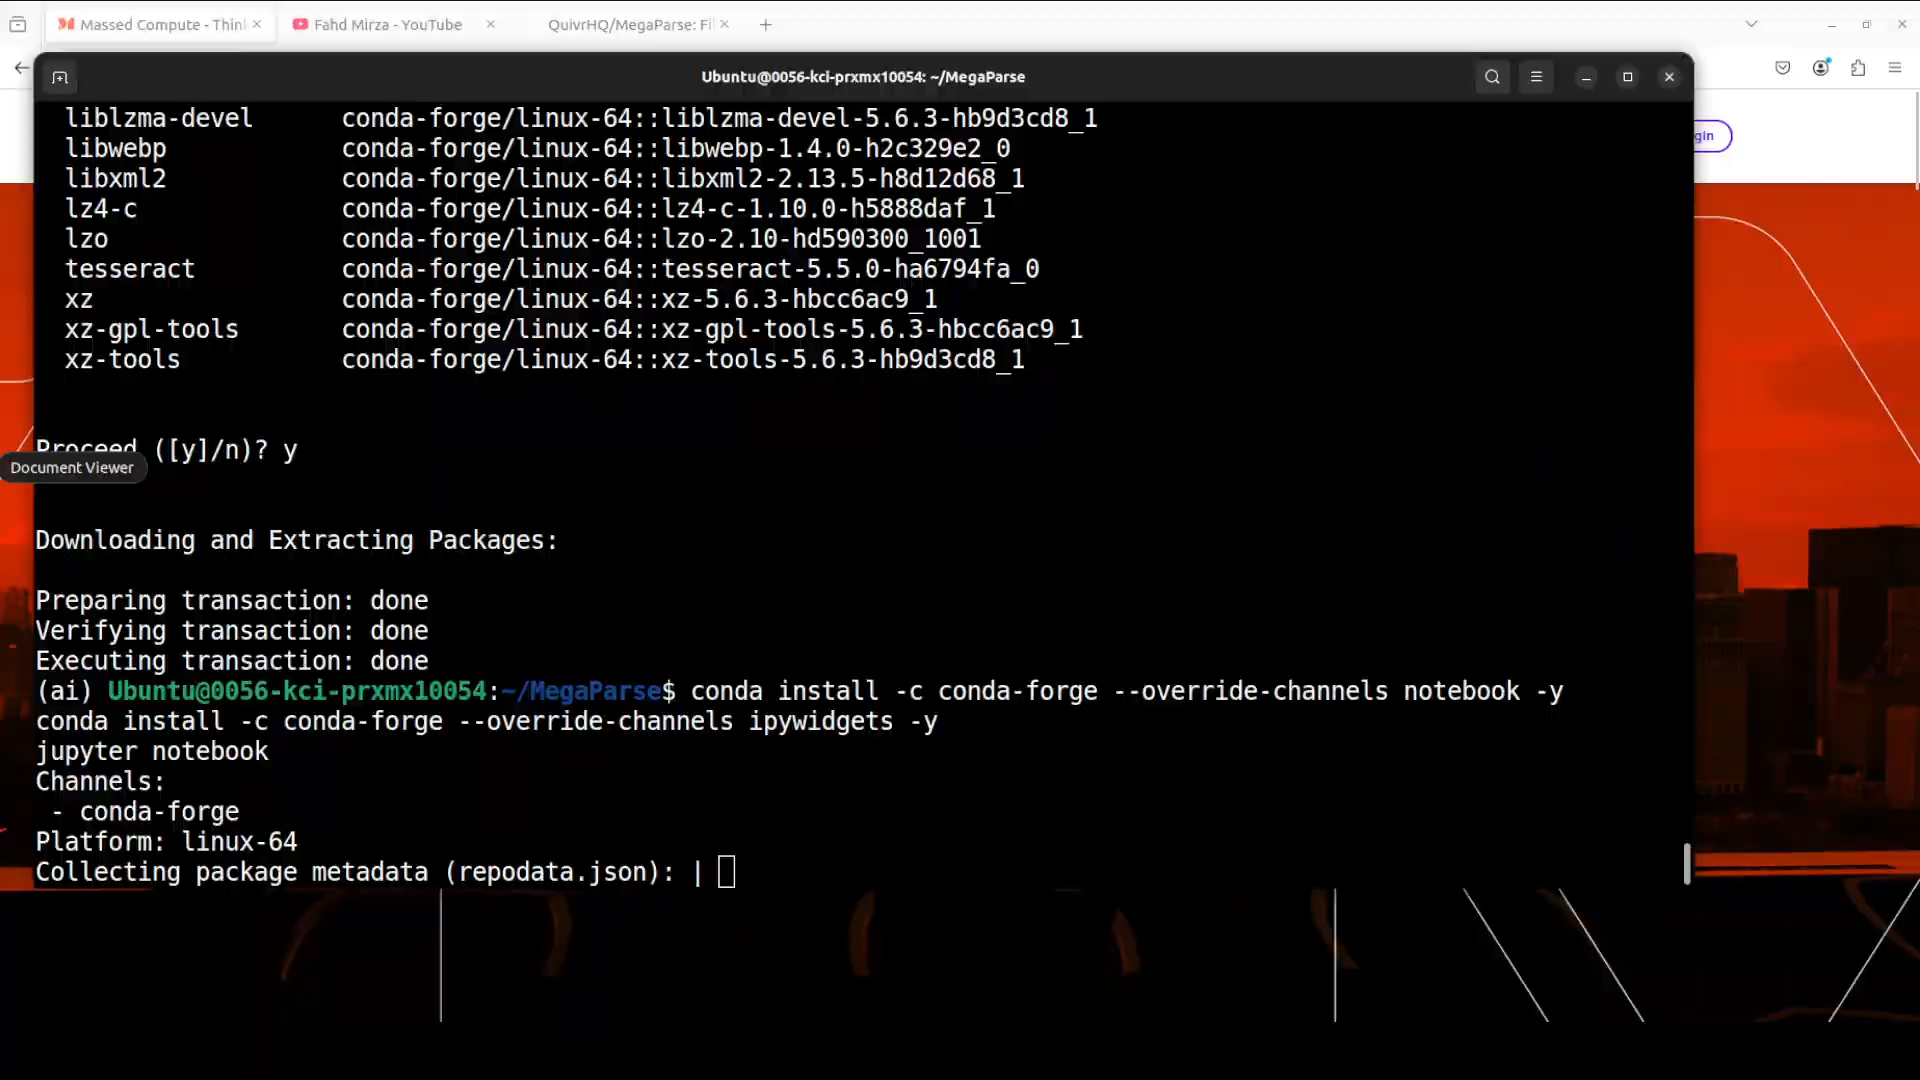 Massed Compute - Thin
Fahd Mirza - YouTube
QuivrHQ/MegaParse: Fi
Ubuntu@0056-kci-prxmx10054: ~/MegaParse
gin
liblzma-devel conda-forge/linux-64::liblzma-devel-5.6.3-hb9d3cd8_1
libwebp conda-forge/linux-64::libwebp-1.4.0-h2c329e2_0
libxml2 conda-forge/linux-64::libxml2-2.13.5-h8d12d68_1
lz4-c conda-forge/linux-64::lz4-c-1.10.0-h5888daf_1
lzo conda-forge/linux-64::lzo-2.10-hd590300_1001
tesseract conda-forge/linux-64::tesseract-5.5.0-ha6794fa_0
xz conda-forge/linux-64::xz-5.6.3-hbcc6ac9_1
xz-gpl-tools conda-forge/linux-64::xz-gpl-tools-5.6.3-hbcc6ac9_1
xz-tools conda-forge/linux-64::xz-tools-5.6.3-hb9d3cd8_1
Proceed ([y]/n)? y
Document Viewer
Downloading and Extracting Packages:
Preparing transaction: done
Verifying transaction: done
Executing transaction: done
(ai) Ubuntu@0056-kci-prxmx10054:~/MegaParse$ conda install -c conda-forge --override-channels notebook -y
conda install -c conda-forge --override-channels ipywidgets -y
jupyter notebook
Channels:
- conda-forge
Platform: linux-64
Collecting package metadata (repodata.json): |